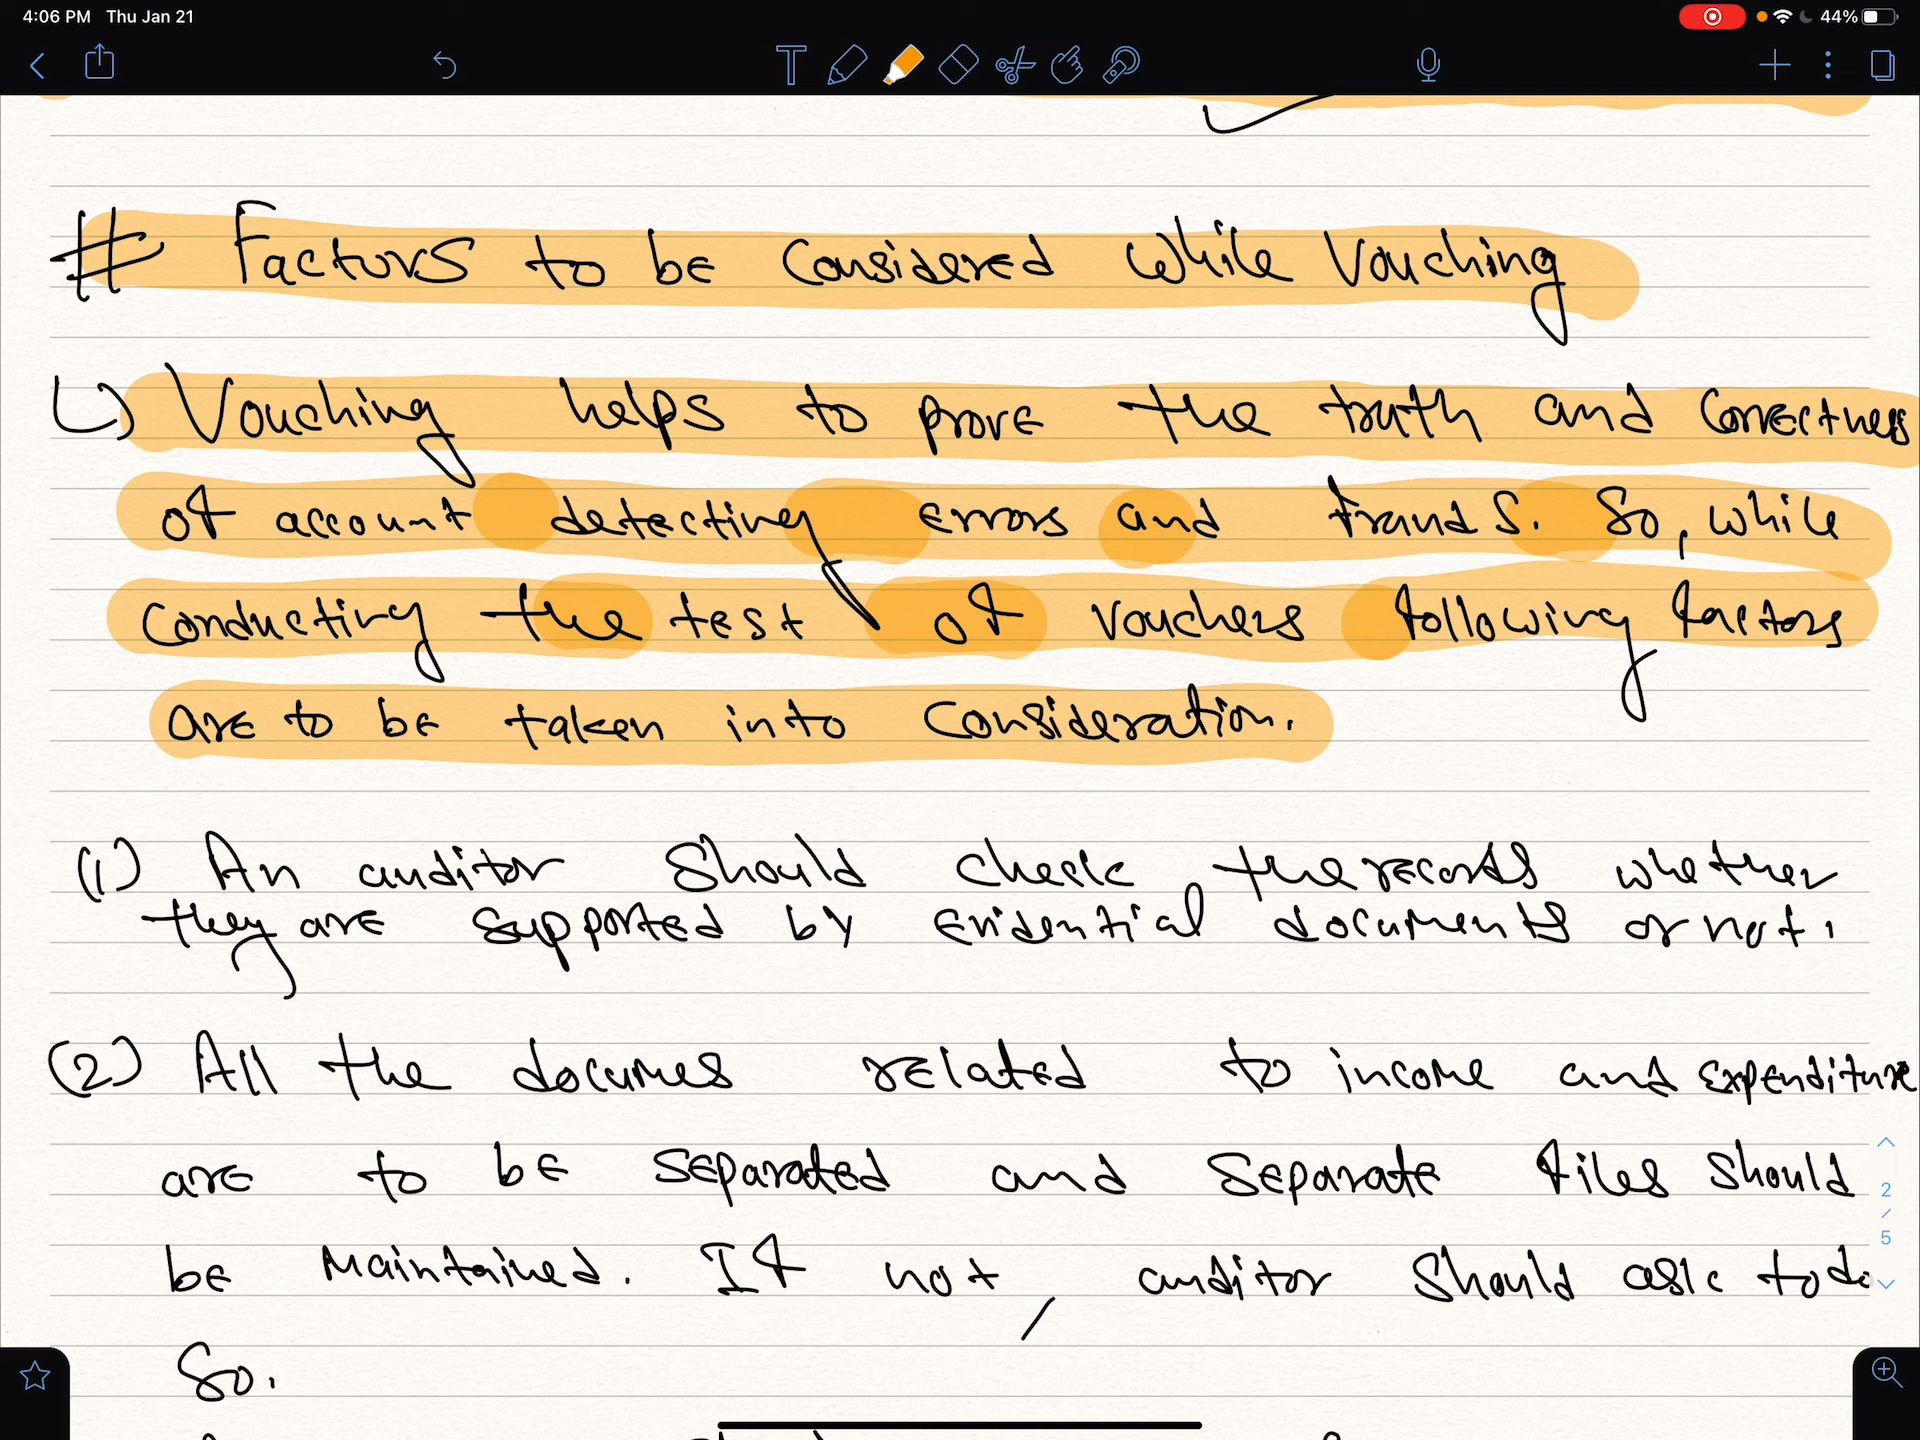 4:06 PM Thu Jan 21
44%
# Factors to be Considered While Vouching
↳ Vouching helps to prove the truth and correctness
of account detecting errors and frauds. So, while
conducting the test of vouchers following factors
are to be taken into consideration.
(1) An auditor should check the records whether
they are supported by evidential documents or not.
(2) All the documes related to income and expenditure
are to be separated and separate files should
be maintained. If not, auditor should ask to do
so.
2
/
5